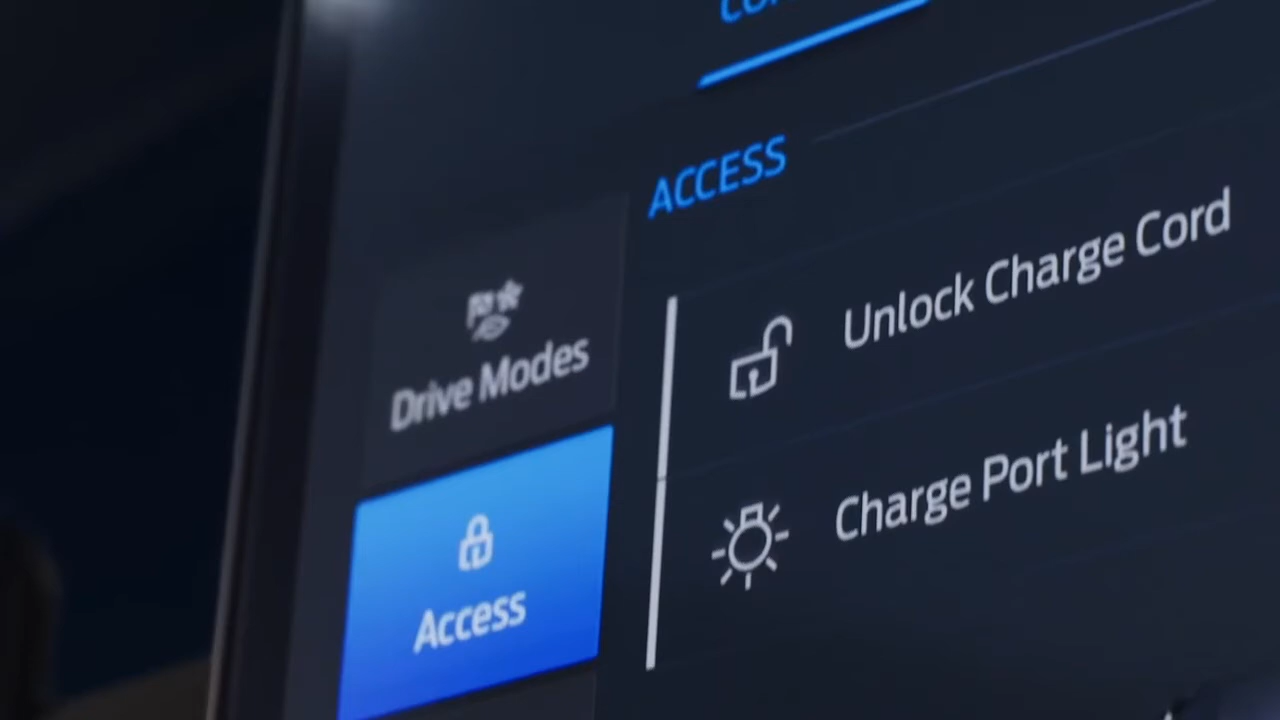 ACCESS
Unlock Charge Cord
Drive Modes
Charge Port Light
Access